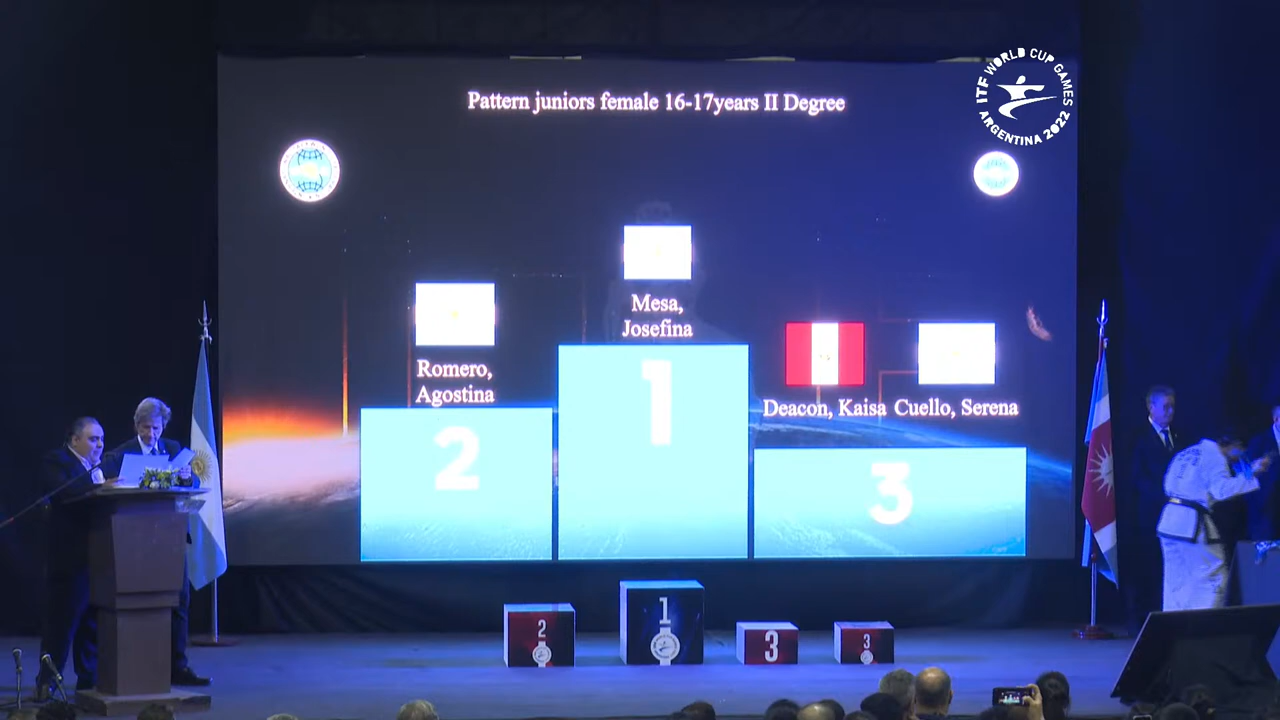 ITF WORLD CUP GAMES
ARGENTINA 2022
Pattern juniors female 16-17years II Degree
Mesa,
Josefina
Romero,
Agostina
Deacon, Kaisa Cuello, Serena
1
2
3
1
2
3
3